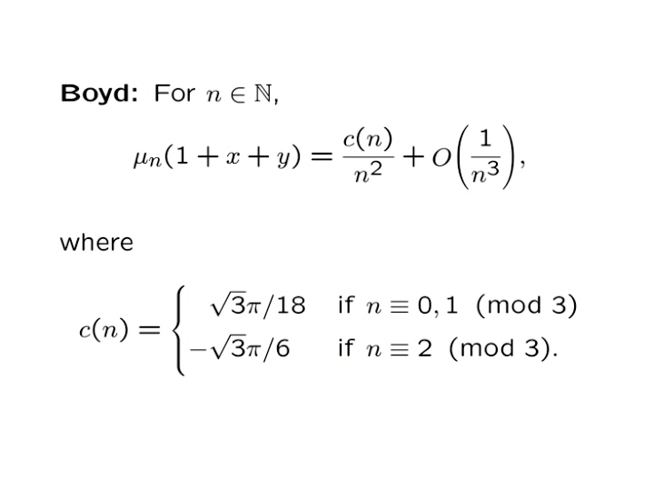 Boyd: For n ∈ ℕ,
μn(1 + x + y) = c(n)/n² + O(1/n³),
where
c(n) = { √3π/18 if n ≡ 0, 1 (mod 3)
−√3π/6 if n ≡ 2 (mod 3).